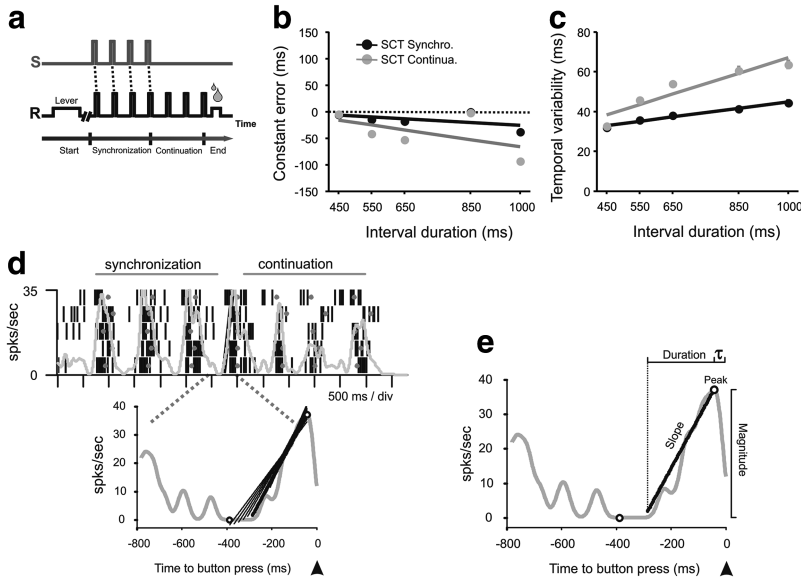 a
S
R
Lever
Time
Start
Synchronization
Continuation
End
b
Constant error (ms)
150
100
50
0
-50
-100
-150
SCT Synchro.
SCT Continua.
450
550
650
850
1000
Interval duration (ms)
c
Temporal variability (ms)
80
60
40
20
0
450
550
650
850
1000
Interval duration (ms)
d
synchronization
continuation
spks/sec
35
0
500 ms / div
spks/sec
40
30
20
10
0
-800
-600
-400
-200
0
Time to button press (ms)
e
Duration
τ
Peak
Slope
Magnitude
spks/sec
40
30
20
10
0
-800
-600
-400
-200
0
Time to button press (ms)